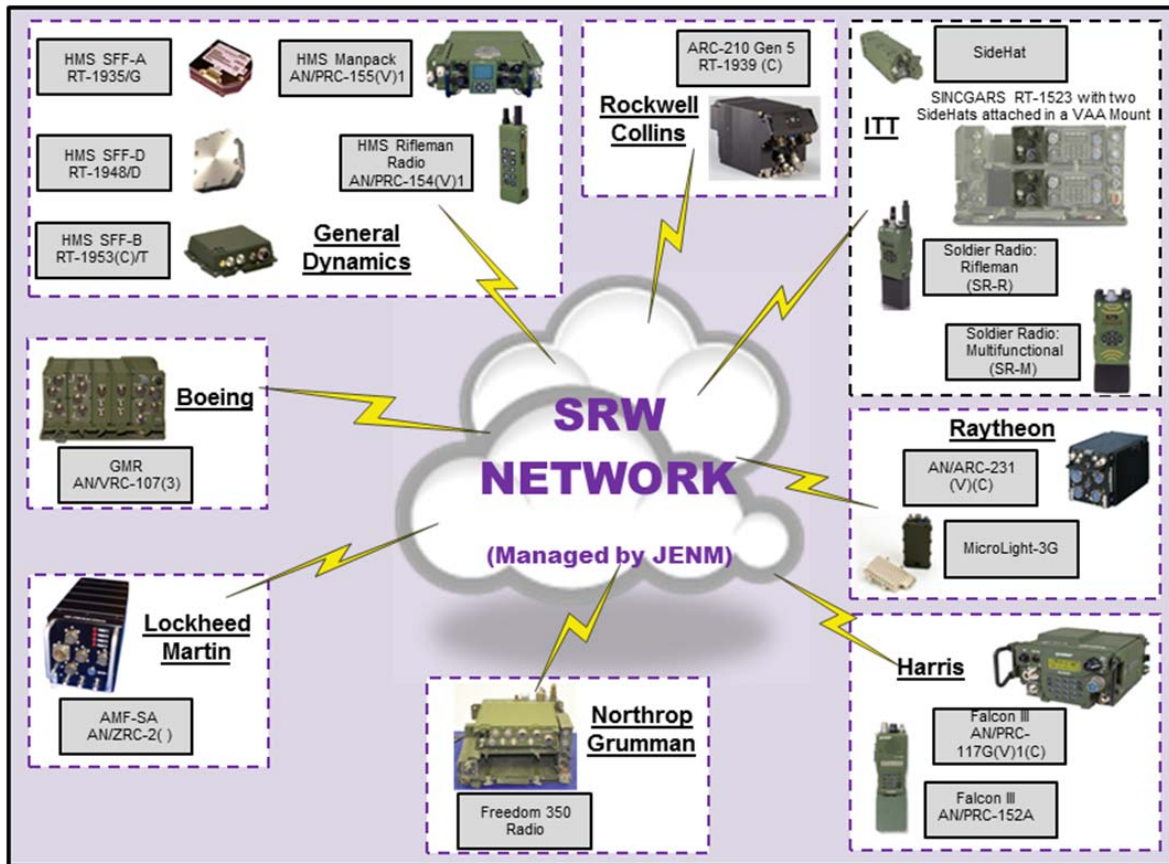 HMS SFF-A
RT-1935/G
HMS Manpack
AN/PRC-155(V)1
HMS SFF-D
RT-1948/D
HMS Rifleman
Radio
AN/PRC-154(V)1
HMS SFF-B
RT-1953(C)/T
General
Dynamics
ARC-210 Gen 5
RT-1939 (C)
Rockwell
Collins
SideHat
SINCGARS RT-1523 with two
SideHats attached in a VAA Mount
ITT
Soldier Radio:
Rifleman
(SR-R)
Soldier Radio:
Multifunctional
(SR-M)
Boeing
GMR
AN/VRC-107(3)
SRW
NETWORK
(Managed by JENM)
Raytheon
AN/ARC-231
(V)(C)
MicroLight-3G
Lockheed
Martin
AMF-SA
AN/ZRC-2( )
Northrop
Grumman
Freedom 350
Radio
Harris
Falcon III
AN/PRC-
117G(V)1(C)
Falcon III
AN/PRC-152A